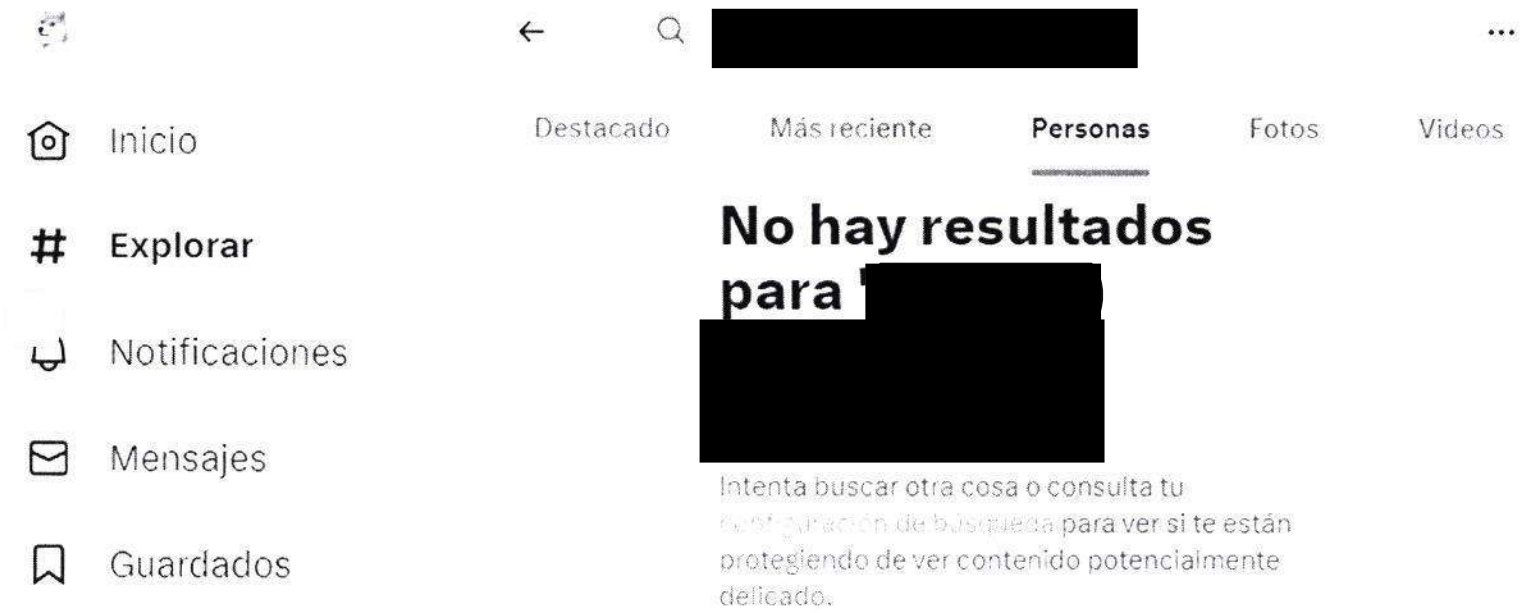 Inicio
Explorar
Notificaciones
Mensajes
Guardados
Destacado
Más reciente
Personas
Fotos
Videos
No hay resultados
para "
Intenta buscar otra cosa o consulta tu
configuración de búsqueda para ver si te están
protegiendo de ver contenido potencialmente
delicado.